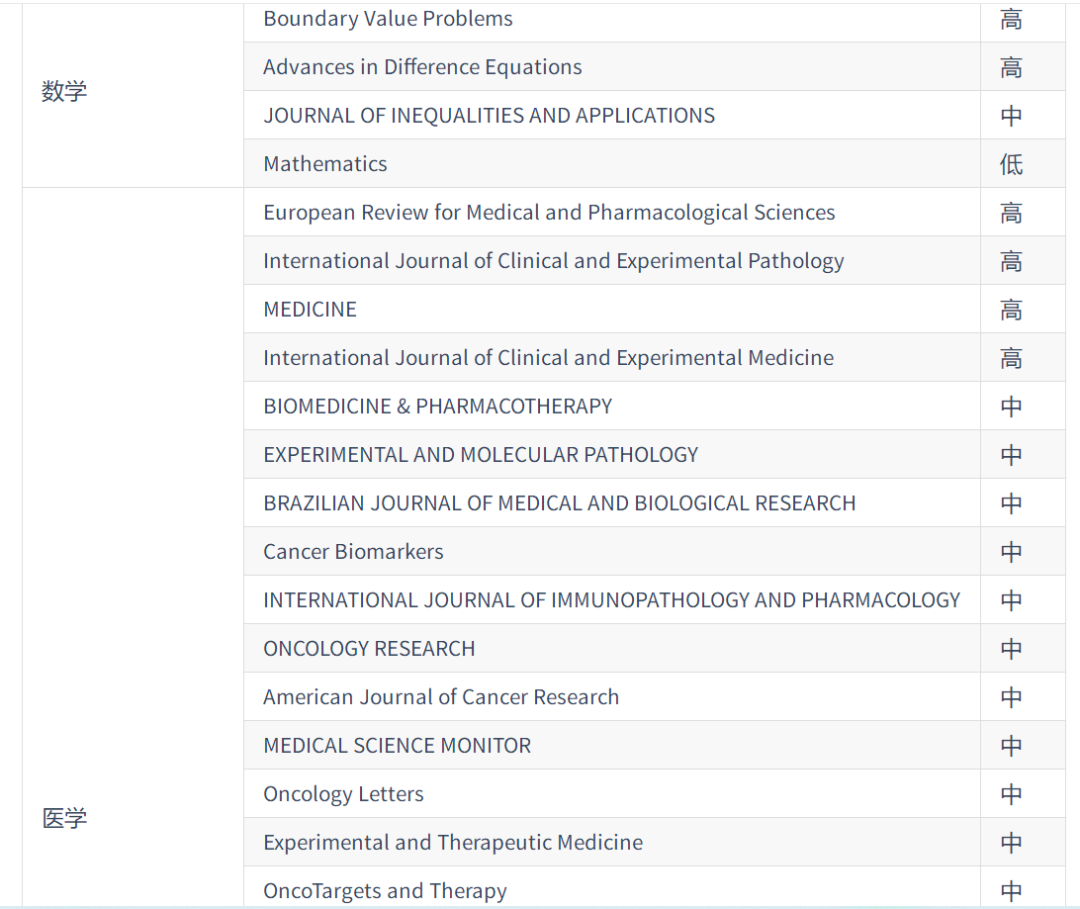 Boundary Value Problems 高
Advances in Difference Equations 高
数学
JOURNAL OF INEQUALITIES AND APPLICATIONS 中
Mathematics 低
European Review for Medical and Pharmacological Sciences 高
International Journal of Clinical and Experimental Pathology 高
MEDICINE 高
International Journal of Clinical and Experimental Medicine 高
BIOMEDICINE & PHARMACOTHERAPY 中
EXPERIMENTAL AND MOLECULAR PATHOLOGY 中
BRAZILIAN JOURNAL OF MEDICAL AND BIOLOGICAL RESEARCH 中
Cancer Biomarkers 中
INTERNATIONAL JOURNAL OF IMMUNOPATHOLOGY AND PHARMACOLOGY 中
ONCOLOGY RESEARCH 中
American Journal of Cancer Research 中
MEDICAL SCIENCE MONITOR 中
Oncology Letters 中
医学
Experimental and Therapeutic Medicine 中
OncoTargets and Therapy 中